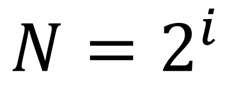 N = 2^i